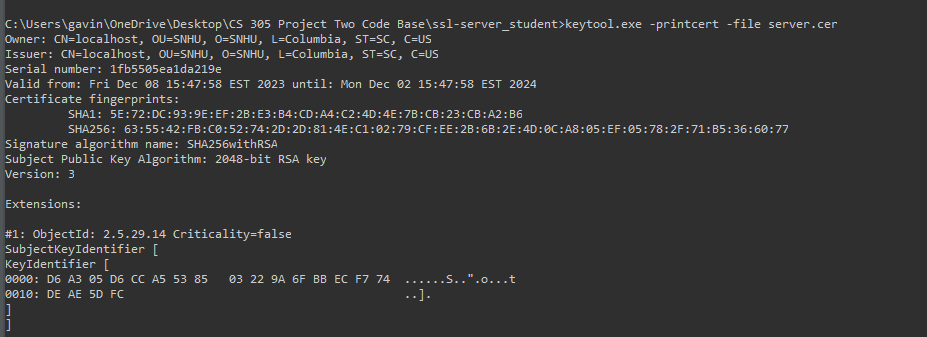 C:\Users\gavin\OneDrive\Desktop\CS 305 Project Two Code Base\ssl-server_student>keytool.exe -printcert -file server.cer
Owner: CN=localhost, OU=SNHU, O=SNHU, L=Columbia, ST=SC, C=US
Issuer: CN=localhost, OU=SNHU, O=SNHU, L=Columbia, ST=SC, C=US
Serial number: 1fb5505ea1da219e
Valid from: Fri Dec 08 15:47:58 EST 2023 until: Mon Dec 02 15:47:58 EST 2024
Certificate fingerprints:
         SHA1: 5E:72:DC:93:9E:EF:2B:E3:B4:CD:A4:C2:4D:4E:7B:CB:23:CB:A2:B6
         SHA256: 63:55:42:FB:C0:52:74:2D:2D:81:4E:C1:02:79:CF:EE:2B:6B:2E:4D:0C:A8:05:EF:05:78:2F:71:B5:36:60:77
Signature algorithm name: SHA256withRSA
Subject Public Key Algorithm: 2048-bit RSA key
Version: 3
Extensions:
#1: ObjectId: 2.5.29.14 Criticality=false
SubjectKeyIdentifier [
KeyIdentifier [
0000: D6 A3 05 D6 CC A5 53 85   03 22 9A 6F BB EC F7 74  ......S..".o...t
0010: DE AE 5D FC                                        ..].
]
]